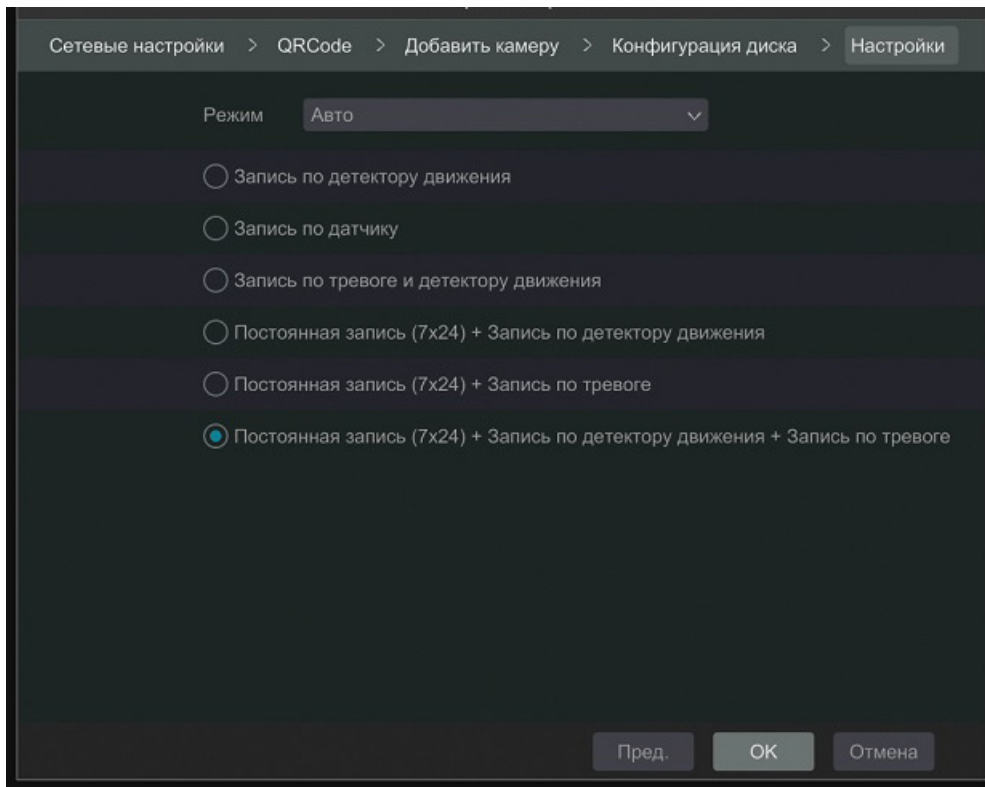 Сетевые настройки > QRCode > Добавить камеру > Конфигурация диска > Настройки
Режим Авто
Запись по детектору движения
Запись по датчику
Запись по тревоге и детектору движения
Постоянная запись (7x24) + Запись по детектору движения
Постоянная запись (7x24) + Запись по тревоге
Постоянная запись (7x24) + Запись по детектору движения + Запись по тревоге
Пред. OK Отмена